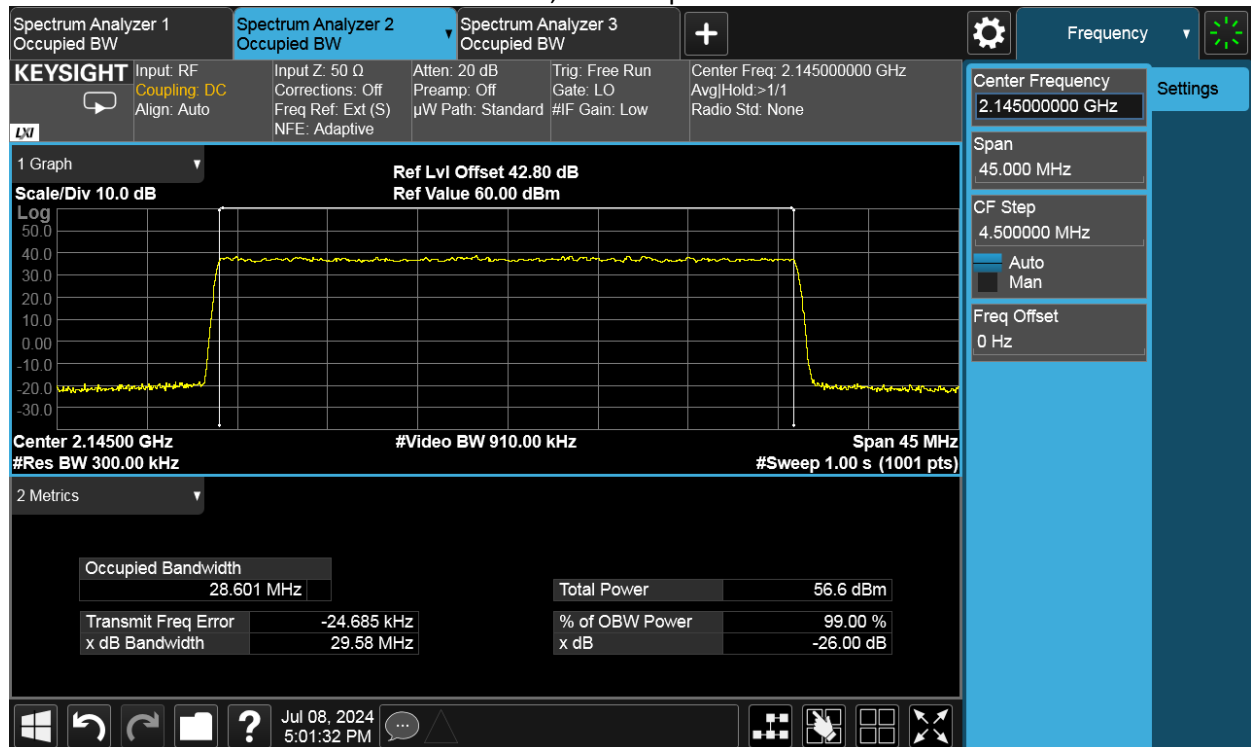 Spectrum Analyzer 1
Occupied BW
Spectrum Analyzer 2
Occupied BW
Spectrum Analyzer 3
Occupied BW
+
Frequency
KEYSIGHT
LXI
Input: RF
Coupling: DC
Align: Auto
Input Z: 50 Ω
Corrections: Off
Freq Ref: Ext (S)
NFE: Adaptive
Atten: 20 dB
Preamp: Off
µW Path: Standard
Trig: Free Run
Gate: LO
#IF Gain: Low
Center Freq: 2.145000000 GHz
Avg|Hold:>1/1
Radio Std: None
Center Frequency
2.145000000 GHz
Settings
Span
45.000 MHz
CF Step
4.500000 MHz
Auto
Man
Freq Offset
0 Hz
1 Graph
Scale/Div 10.0 dB
Ref Lvl Offset 42.80 dB
Ref Value 60.00 dBm
Log
50.0
40.0
30.0
20.0
10.0
0.00
-10.0
-20.0
-30.0
Center 2.14500 GHz
#Video BW 910.00 kHz
Span 45 MHz
#Res BW 300.00 kHz
#Sweep 1.00 s (1001 pts)
2 Metrics
Occupied Bandwidth
28.601 MHz
Total Power 56.6 dBm
Transmit Freq Error -24.685 kHz
% of OBW Power 99.00 %
x dB Bandwidth 29.58 MHz
x dB -26.00 dB
?
Jul 08, 2024
5:01:32 PM